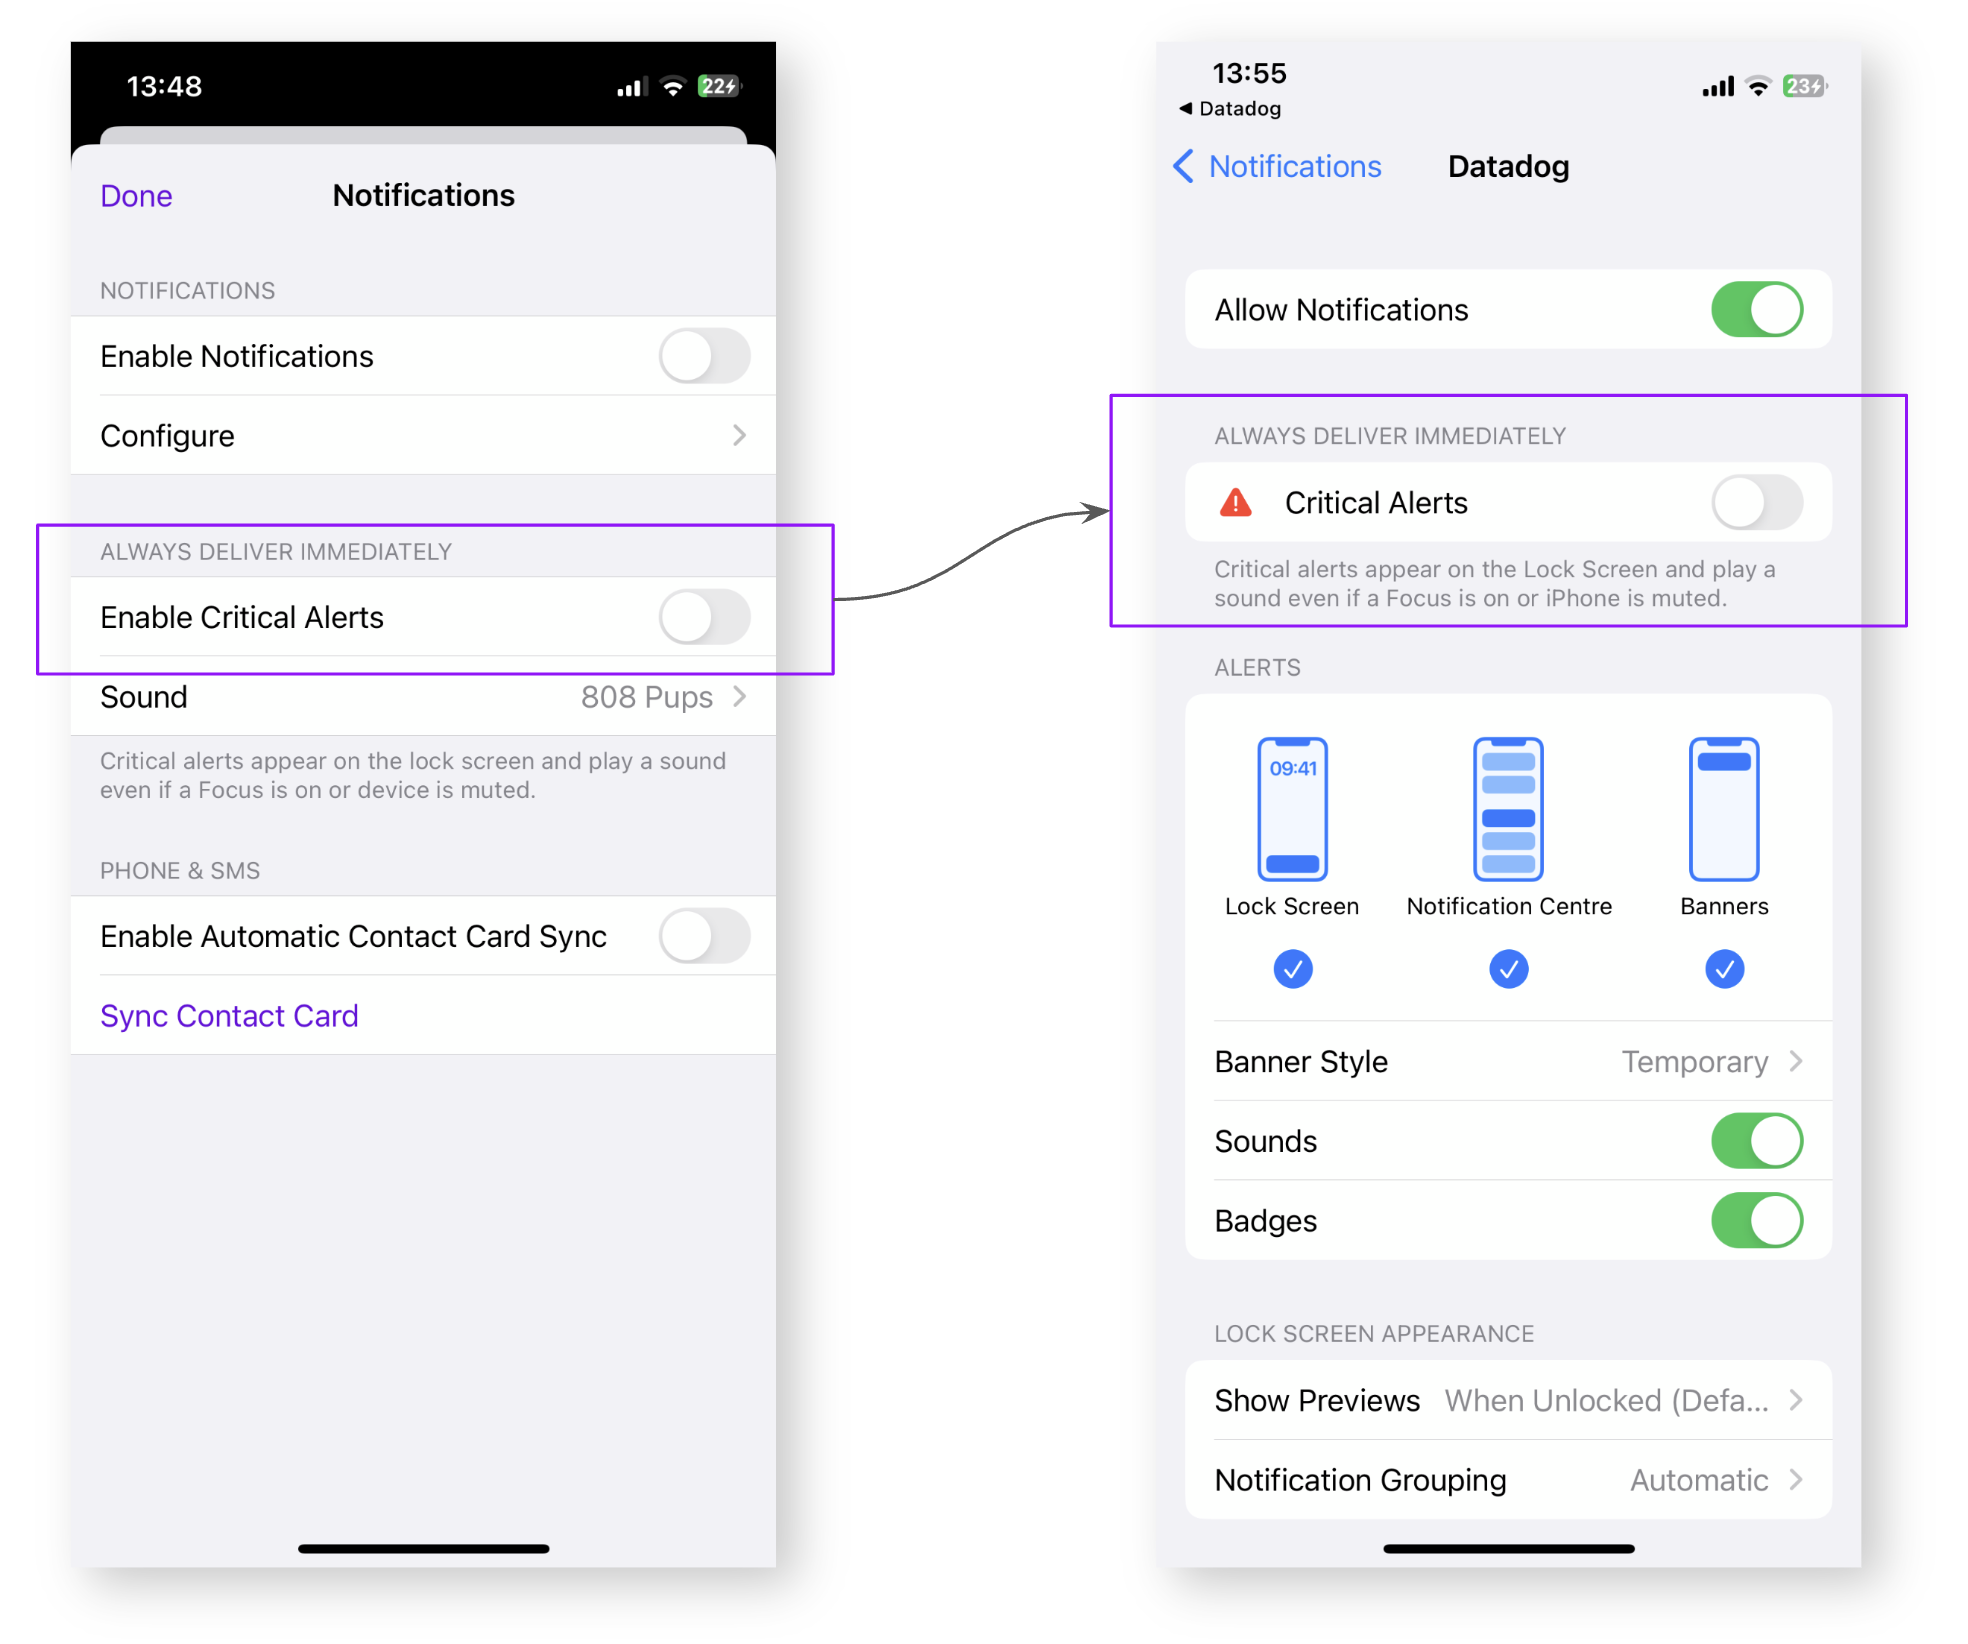 13:48
22
Done
Notifications
NOTIFICATIONS
Enable Notifications
Configure
ALWAYS DELIVER IMMEDIATELY
Enable Critical Alerts
Sound 808 Pups
Critical alerts appear on the lock screen and play a sound
even if a Focus is on or device is muted.
PHONE & SMS
Enable Automatic Contact Card Sync
Sync Contact Card
13:55
23
Datadog
Notifications
Datadog
Allow Notifications
ALWAYS DELIVER IMMEDIATELY
Critical Alerts
Critical alerts appear on the Lock Screen and play a
sound even if a Focus is on or iPhone is muted.
ALERTS
09:41
Lock Screen
Notification Centre
Banners
Banner Style Temporary
Sounds
Badges
LOCK SCREEN APPEARANCE
Show Previews When Unlocked (Defa...
Notification Grouping Automatic